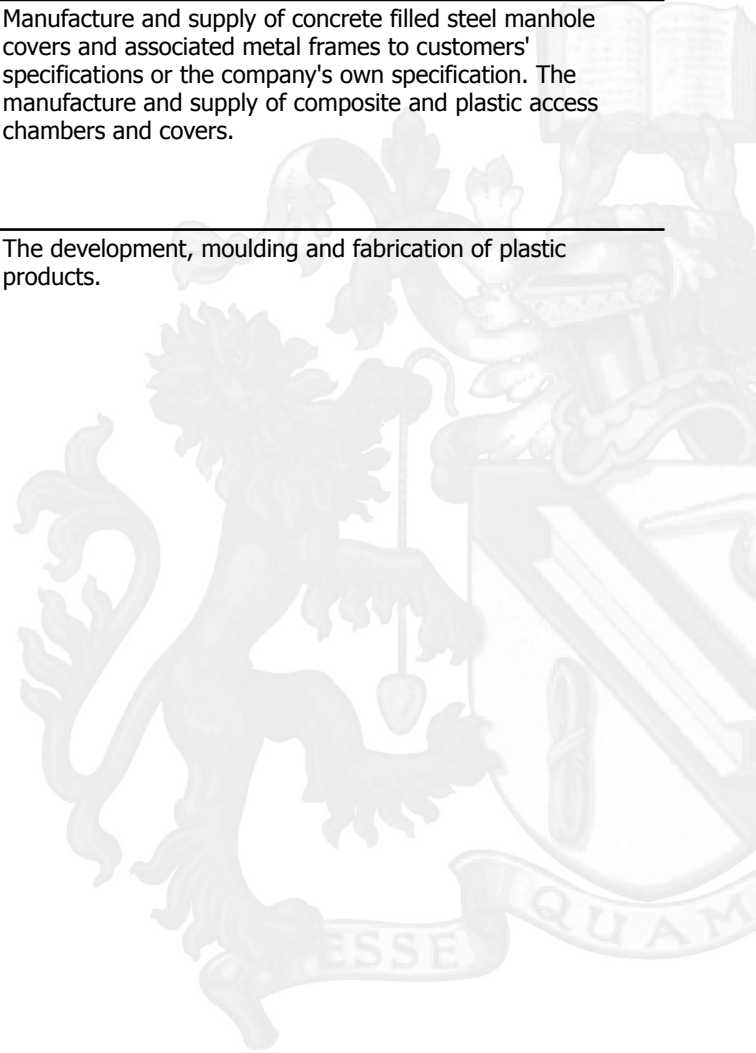 Manufacture and supply of concrete filled steel manhole
covers and associated metal frames to customers'
specifications or the company's own specification. The
manufacture and supply of composite and plastic access
chambers and covers.
The development, moulding and fabrication of plastic
products.
ESSE
QUAM